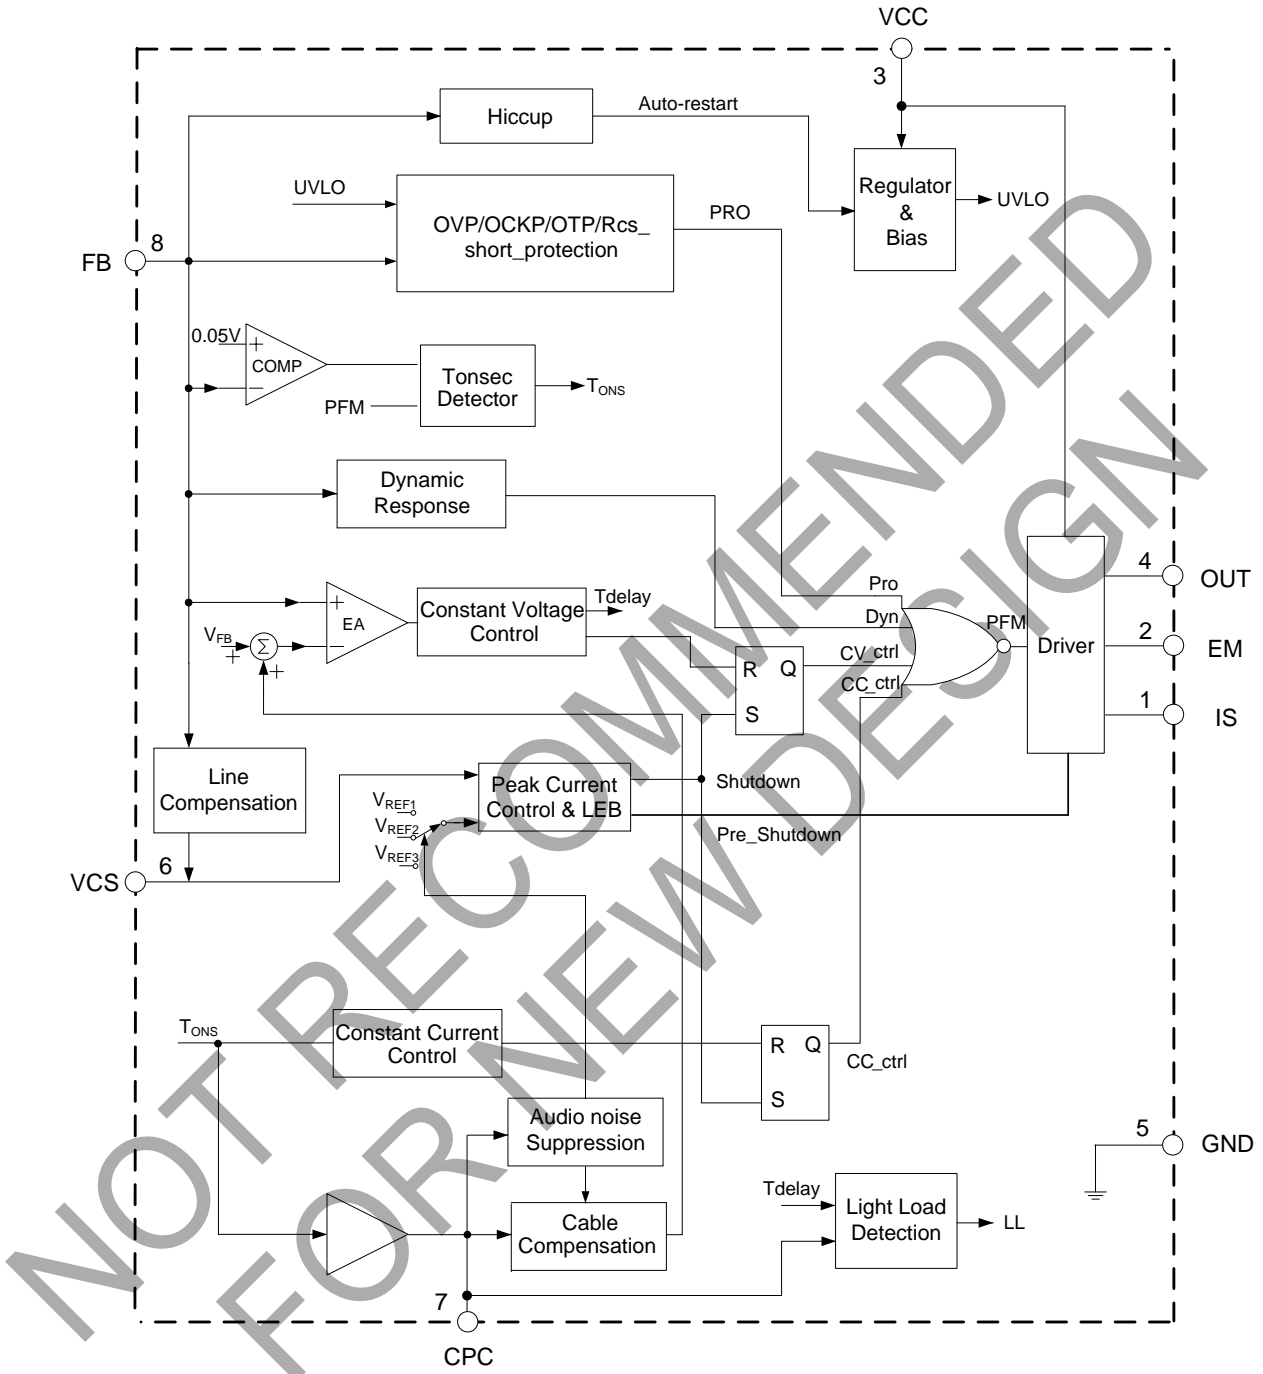 VCC
3
Hiccup
Auto-restart
Regulator
&
Bias
UVLO
UVLO
OVP/OCKP/OTP/Rcs_
short_protection
PRO
8
FB
0.05V
+
COMP
−
PFM
Tonsec
Detector
TONS
Dynamic
Response
Pro
Dyn
CV_ctrl
CC_ctrl
PFM
Driver
4
OUT
2
EM
1
IS
+
EA
−
Constant Voltage
Control
Tdelay
VFB
+
Σ
+
R Q
S
Line
Compensation
Peak Current
Control & LEB
Shutdown
Pre_Shutdown
VREF1
VREF2
VREF3
6
VCS
TONS
Constant Current
Control
R Q
S
CC_ctrl
Audio noise
Suppression
Cable
Compensation
Tdelay
Light Load
Detection
LL
5
GND
7
CPC
NOT RECOMMENDED
FOR NEW DESIGN